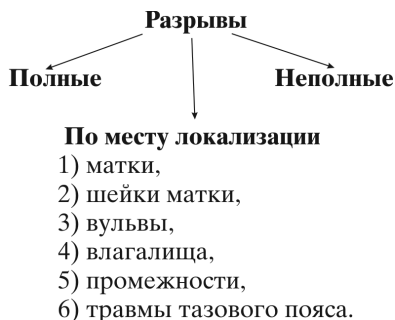 Разрывы
Полные Неполные
По месту локализации
1) матки,
2) шейки матки,
3) вульвы,
4) влагалища,
5) промежности,
6) травмы тазового пояса.